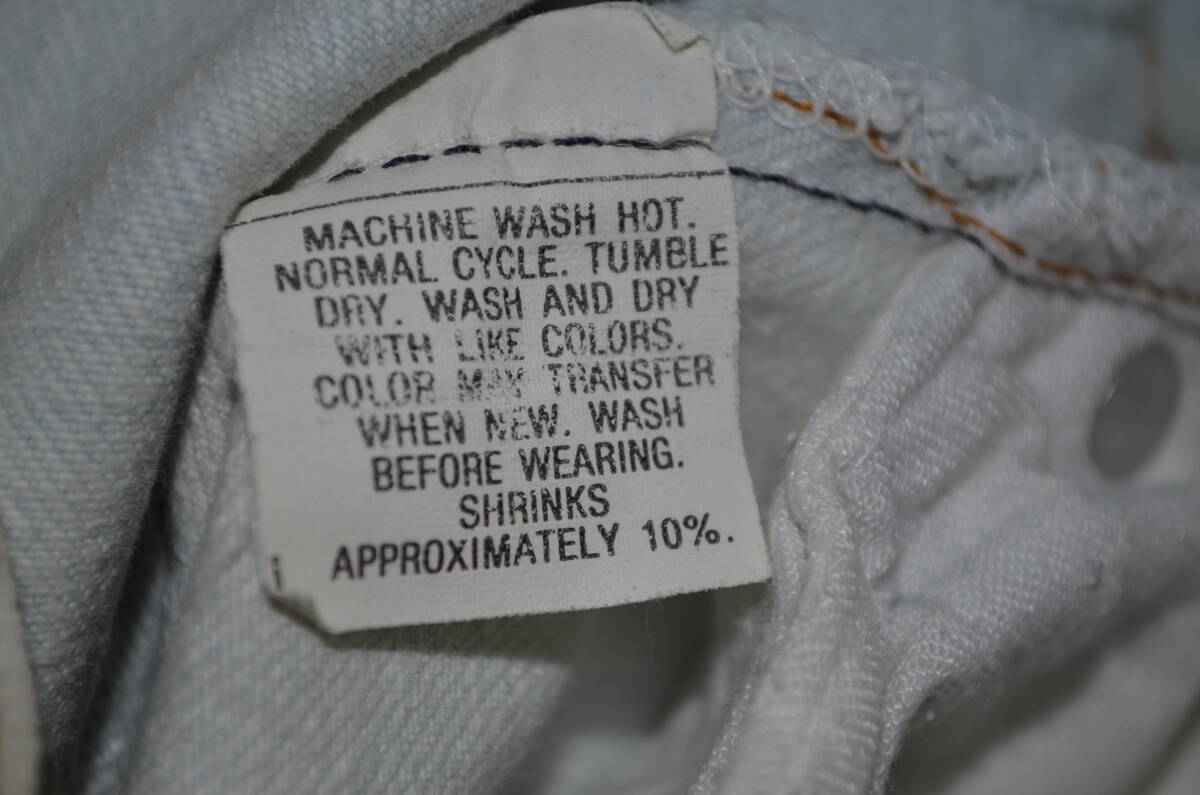 MACHINE WASH HOT.
NORMAL CYCLE. TUMBLE
DRY. WASH AND DRY
WITH LIKE COLORS.
COLOR MAY TRANSFER
WHEN NEW. WASH
BEFORE WEARING.
SHRINKS
APPROXIMATELY 10%.